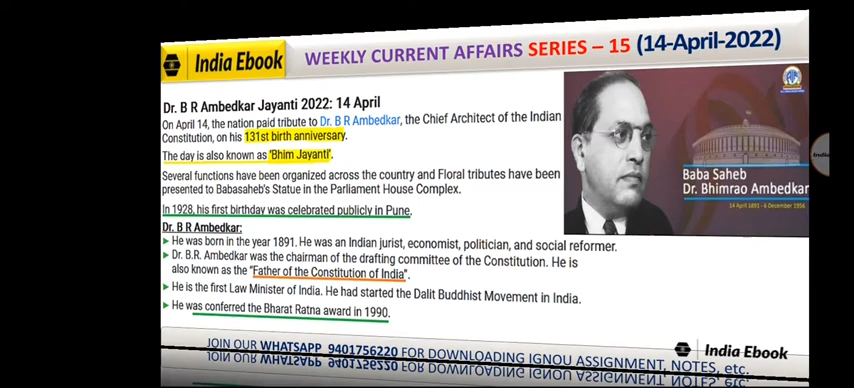 India Ebook
WEEKLY CURRENT AFFAIRS SERIES – 15 (14-April-2022)
Dr. B R Ambedkar Jayanti 2022: 14 April
On April 14, the nation paid tribute to Dr. B R Ambedkar, the Chief Architect of the Indian
Constitution, on his 131st birth anniversary.
The day is also known as 'Bhim Jayanti'.
Several functions have been organized across the country and Floral tributes have been
presented to Babasaheb's Statue in the Parliament House Complex.
In 1928, his first birthday was celebrated publicly in Pune.
Dr. B R Ambedkar:
He was born in the year 1891. He was an Indian jurist, economist, politician, and social reformer.
Dr. B.R. Ambedkar was the chairman of the drafting committee of the Constitution. He is
also known as the "Father of the Constitution of India".
He is the first Law Minister of India. He had started the Dalit Buddhist Movement in India.
He was conferred the Bharat Ratna award in 1990.
Baba Saheb
Dr. Bhimrao Ambedkar
14 April 1891 - 6 December 1956
India
JOIN OUR WHATSAPP 9401756220 FOR DOWNLOADING IGNOU ASSIGNMENT, NOTES, etc.
India Ebook